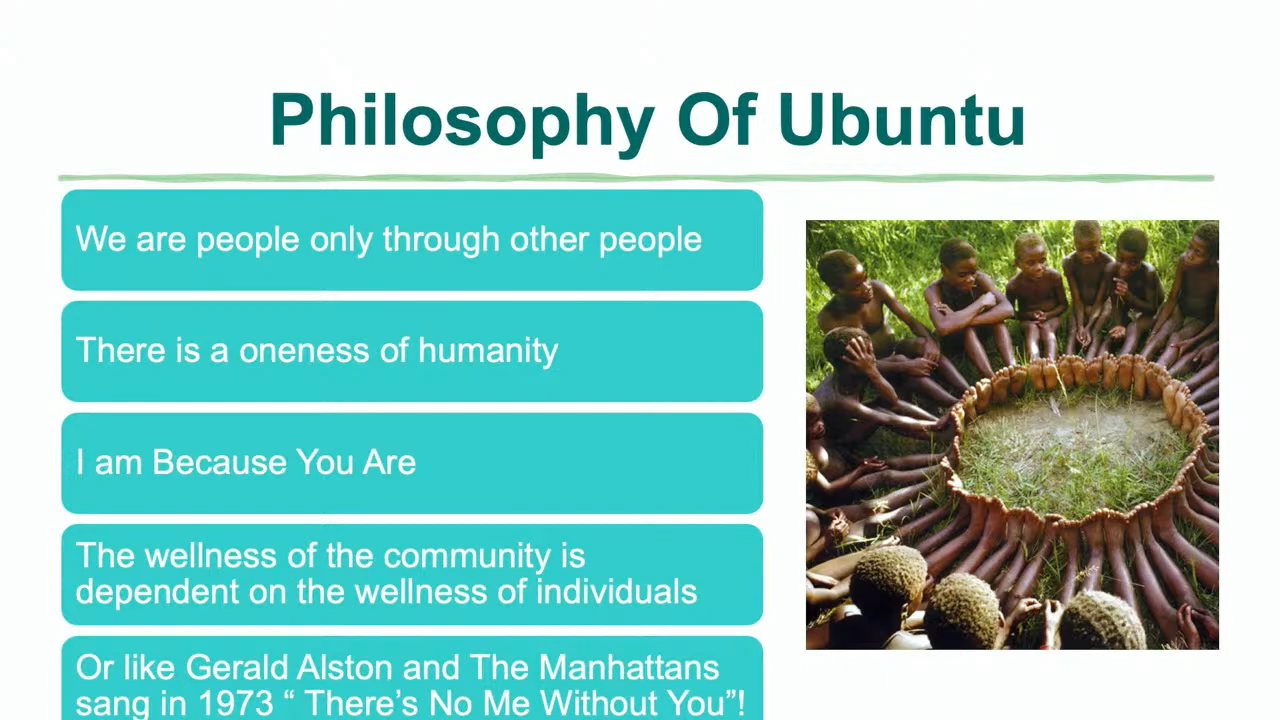 Philosophy Of Ubuntu
We are people only through other people
There is a oneness of humanity
I am Because You Are
The wellness of the community is
dependent on the wellness of individuals
Or like Gerald Alston and The Manhattans
sang in 1973 “ There’s No Me Without You”!